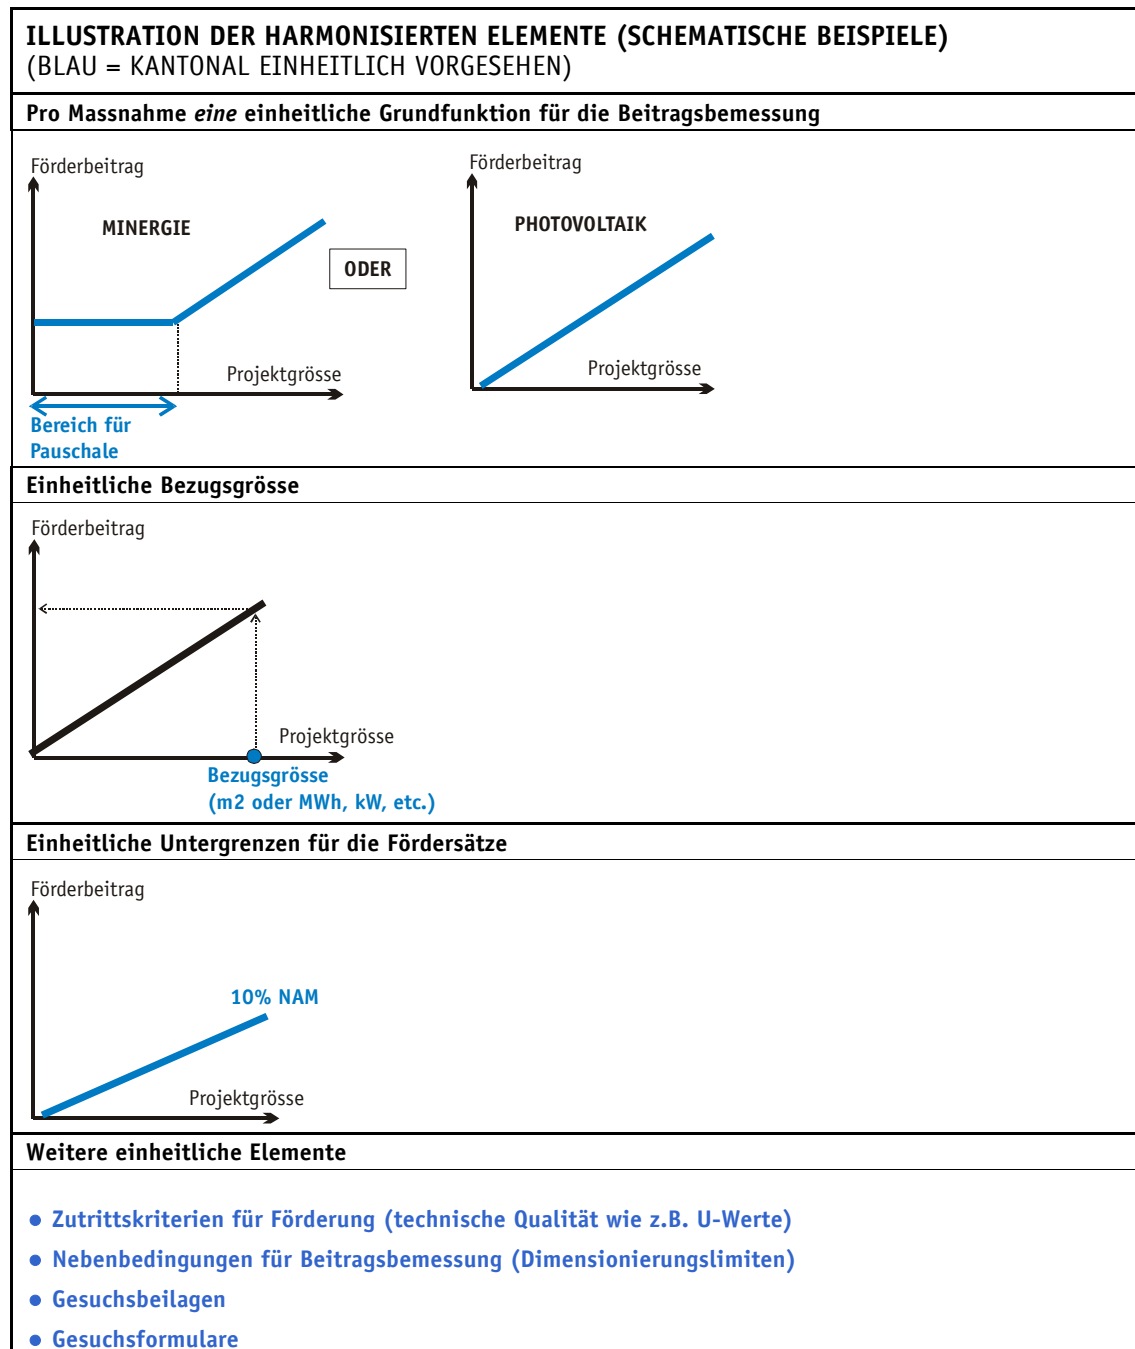 ILLUSTRATION DER HARMONISIERTEN ELEMENTE (SCHEMATISCHE BEISPIELE)
(BLAU = KANTONAL EINHEITLICH VORGESEHEN)
Pro Massnahme eine einheitliche Grundfunktion für die Beitragsbemessung
Förderbeitrag
MINERGIE
Projektgrösse
Bereich für
Pauschale
ODER
Förderbeitrag
PHOTOVOLTAIK
Projektgrösse
Einheitliche Bezugsgrösse
Förderbeitrag
Projektgrösse
Bezugsgrösse
(m2 oder MWh, kW, etc.)
Einheitliche Untergrenzen für die Fördersätze
Förderbeitrag
10% NAM
Projektgrösse
Weitere einheitliche Elemente
• Zutrittskriterien für Förderung (technische Qualität wie z.B. U-Werte)
• Nebenbedingungen für Beitragsbemessung (Dimensionierungslimiten)
• Gesuchsbeilagen
• Gesuchsformulare